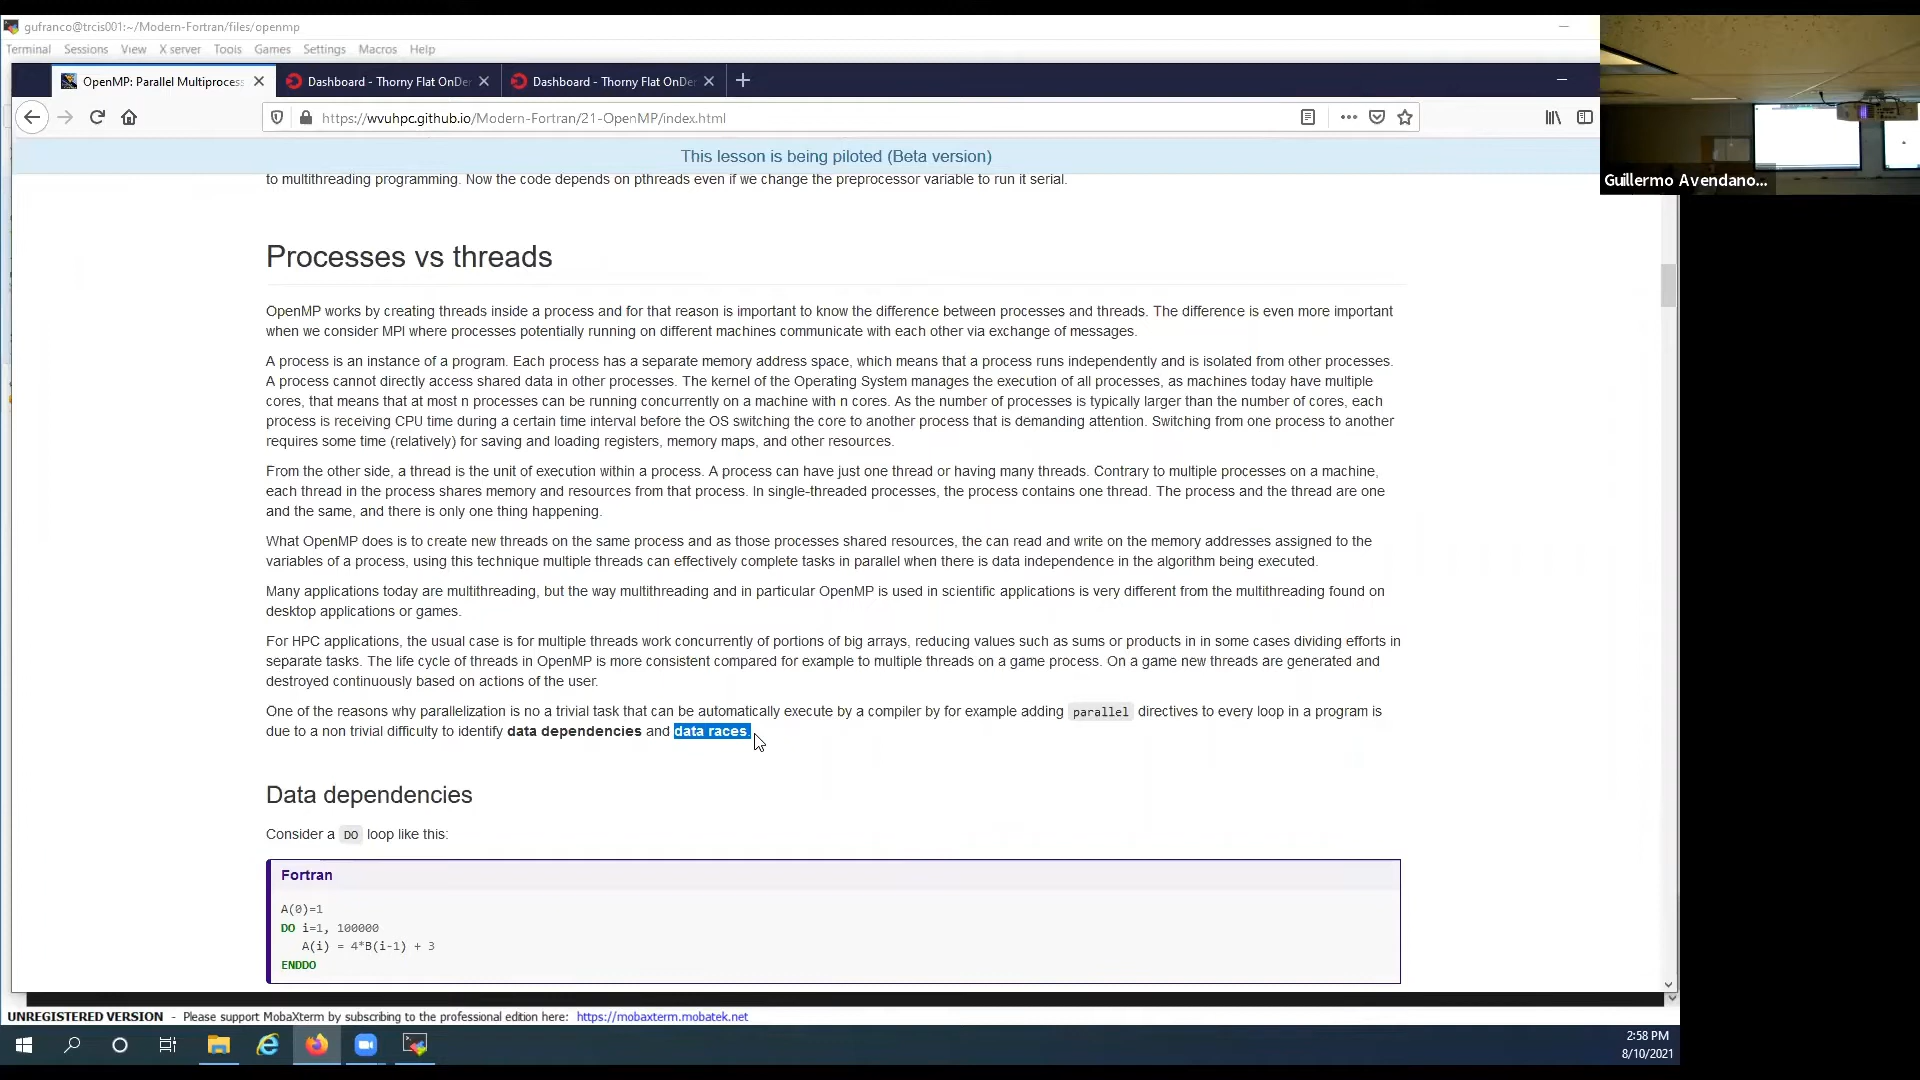 gufranco@trcis001:~/Modern-Fortran/files/openmp
Terminal Sessions View X server Tools Games Settings Macros Help
OpenMP: Parallel Multiprocess Dashboard - Thorny Flat OnDe Dashboard - Thorny Flat OnDe
https://wvuhpc.github.io/Modern-Fortran/21-OpenMP/index.html
This lesson is being piloted (Beta version)
Guillermo Avendano...
to multithreading programming. Now the code depends on pthreads even if we change the preprocessor variable to run it serial.
Processes vs threads
OpenMP works by creating threads inside a process and for that reason is important to know the difference between processes and threads. The difference is even more important
when we consider MPI where processes potentially running on different machines communicate with each other via exchange of messages.
A process is an instance of a program. Each process has a separate memory address space, which means that a process runs independently and is isolated from other processes.
A process cannot directly access shared data in other processes. The kernel of the Operating System manages the execution of all processes, as machines today have multiple
cores, that means that at most n processes can be running concurrently on a machine with n cores. As the number of processes is typically larger than the number of cores, each
process is receiving CPU time during a certain time interval before the OS switching the core to another process that is demanding attention. Switching from one process to another
requires some time (relatively) for saving and loading registers, memory maps, and other resources.
From the other side, a thread is the unit of execution within a process. A process can have just one thread or having many threads. Contrary to multiple processes on a machine,
each thread in the process shares memory and resources from that process. In single-threaded processes, the process contains one thread. The process and the thread are one
and the same, and there is only one thing happening.
What OpenMP does is to create new threads on the same process and as those processes shared resources, the can read and write on the memory addresses assigned to the
variables of a process, using this technique multiple threads can effectively complete tasks in parallel when there is data independence in the algorithm being executed.
Many applications today are multithreading, but the way multithreading and in particular OpenMP is used in scientific applications is very different from the multithreading found on
desktop applications or games.
For HPC applications, the usual case is for multiple threads work concurrently of portions of big arrays, reducing values such as sums or products in in some cases dividing efforts in
separate tasks. The life cycle of threads in OpenMP is more consistent compared for example to multiple threads on a game process. On a game new threads are generated and
destroyed continuously based on actions of the user.
One of the reasons why parallelization is no a trivial task that can be automatically execute by a compiler by for example adding parallel directives to every loop in a program is
due to a non trivial difficulty to identify data dependencies and data races.
Data dependencies
Consider a DO loop like this:
Fortran
A(0)=1
DO i=1, 100000
A(i) = 4*B(i-1) + 3
ENDDO
UNREGISTERED VERSION - Please support MobaXterm by subscribing to the professional edition here: https://mobaxterm.mobatek.net
2:58 PM
8/10/2021